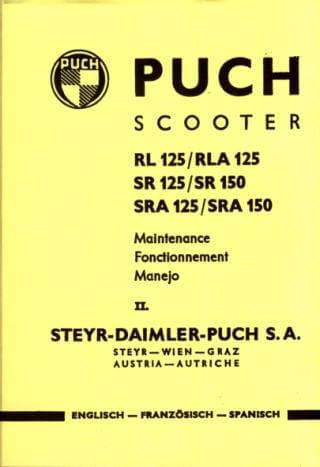 PUCH
PUCH
SCOOTER
RL 125/RLA 125
SR 125/SR 150
SRA 125/SRA 150
Maintenance
Fonctionnement
Manejo
II.
STEYR-DAIMLER-PUCH S.A.
STEYR—WIEN—GRAZ
AUSTRIA—AUTRICHE
ENGLISCH — FRANZÖSISCH — SPANISCH